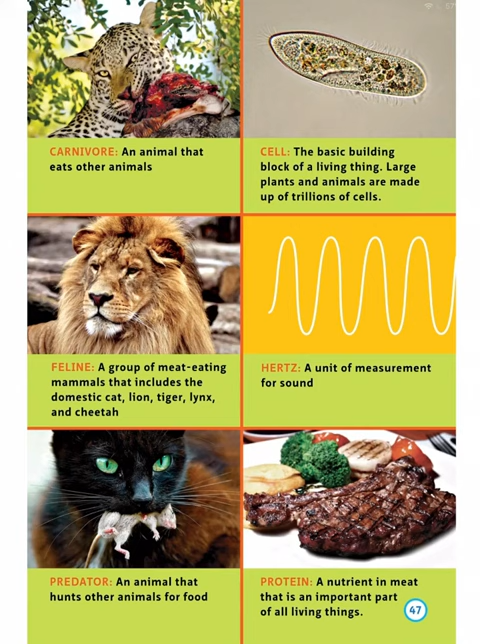 CARNIVORE: An animal that
eats other animals
CELL: The basic building
block of a living thing. Large
plants and animals are made
up of trillions of cells.
FELINE: A group of meat-eating
mammals that includes the
domestic cat, lion, tiger, lynx,
and cheetah
HERTZ: A unit of measurement
for sound
PREDATOR: An animal that
hunts other animals for food
PROTEIN: A nutrient in meat
that is an important part
of all living things.
47